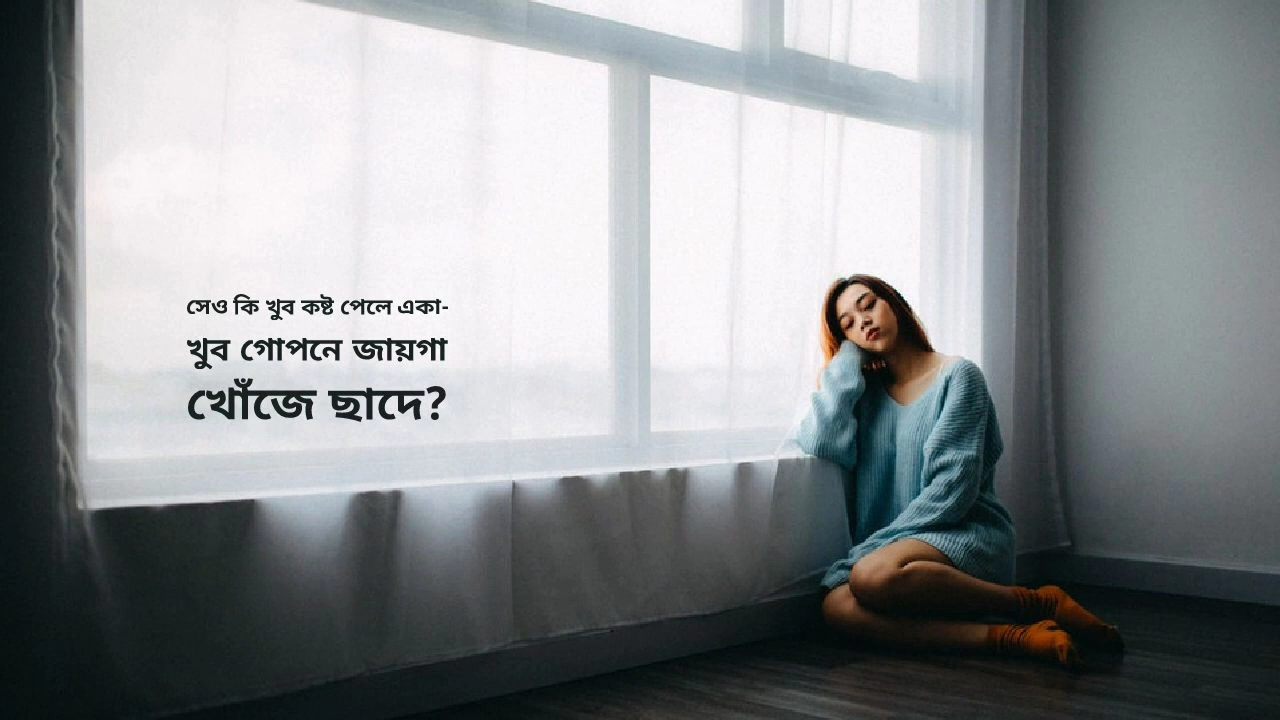 সেও কি খুব কষ্ট পেলে একা-
খুব গোপনে জায়গা
খোঁজে ছাদে?